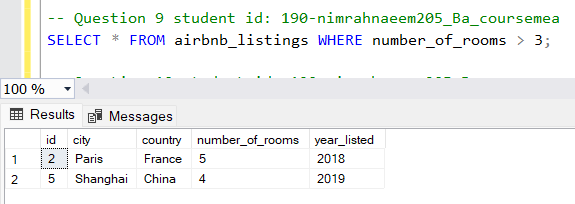 -- Question 9 student id: 190-nimrahnaeem205_Ba_coursemea
SELECT * FROM airbnb_listings WHERE number_of_rooms > 3;
100 %
Results Messages
id city country number_of_rooms year_listed
1 2 Paris France 5 2018
2 5 Shanghai China 4 2019